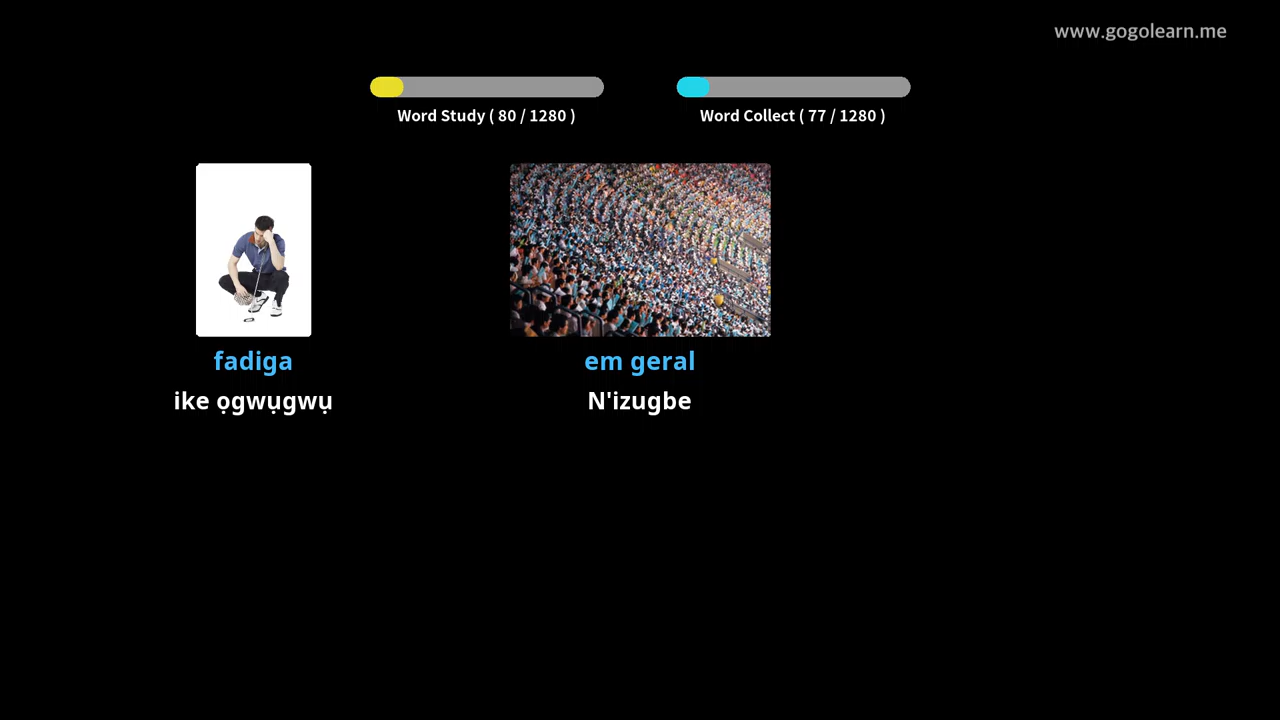 www.gogolearn.me
Word Study ( 80 / 1280 )
Word Collect ( 77 / 1280 )
fadiga
em geral
ike ọgwụgwụ
N'izugbe